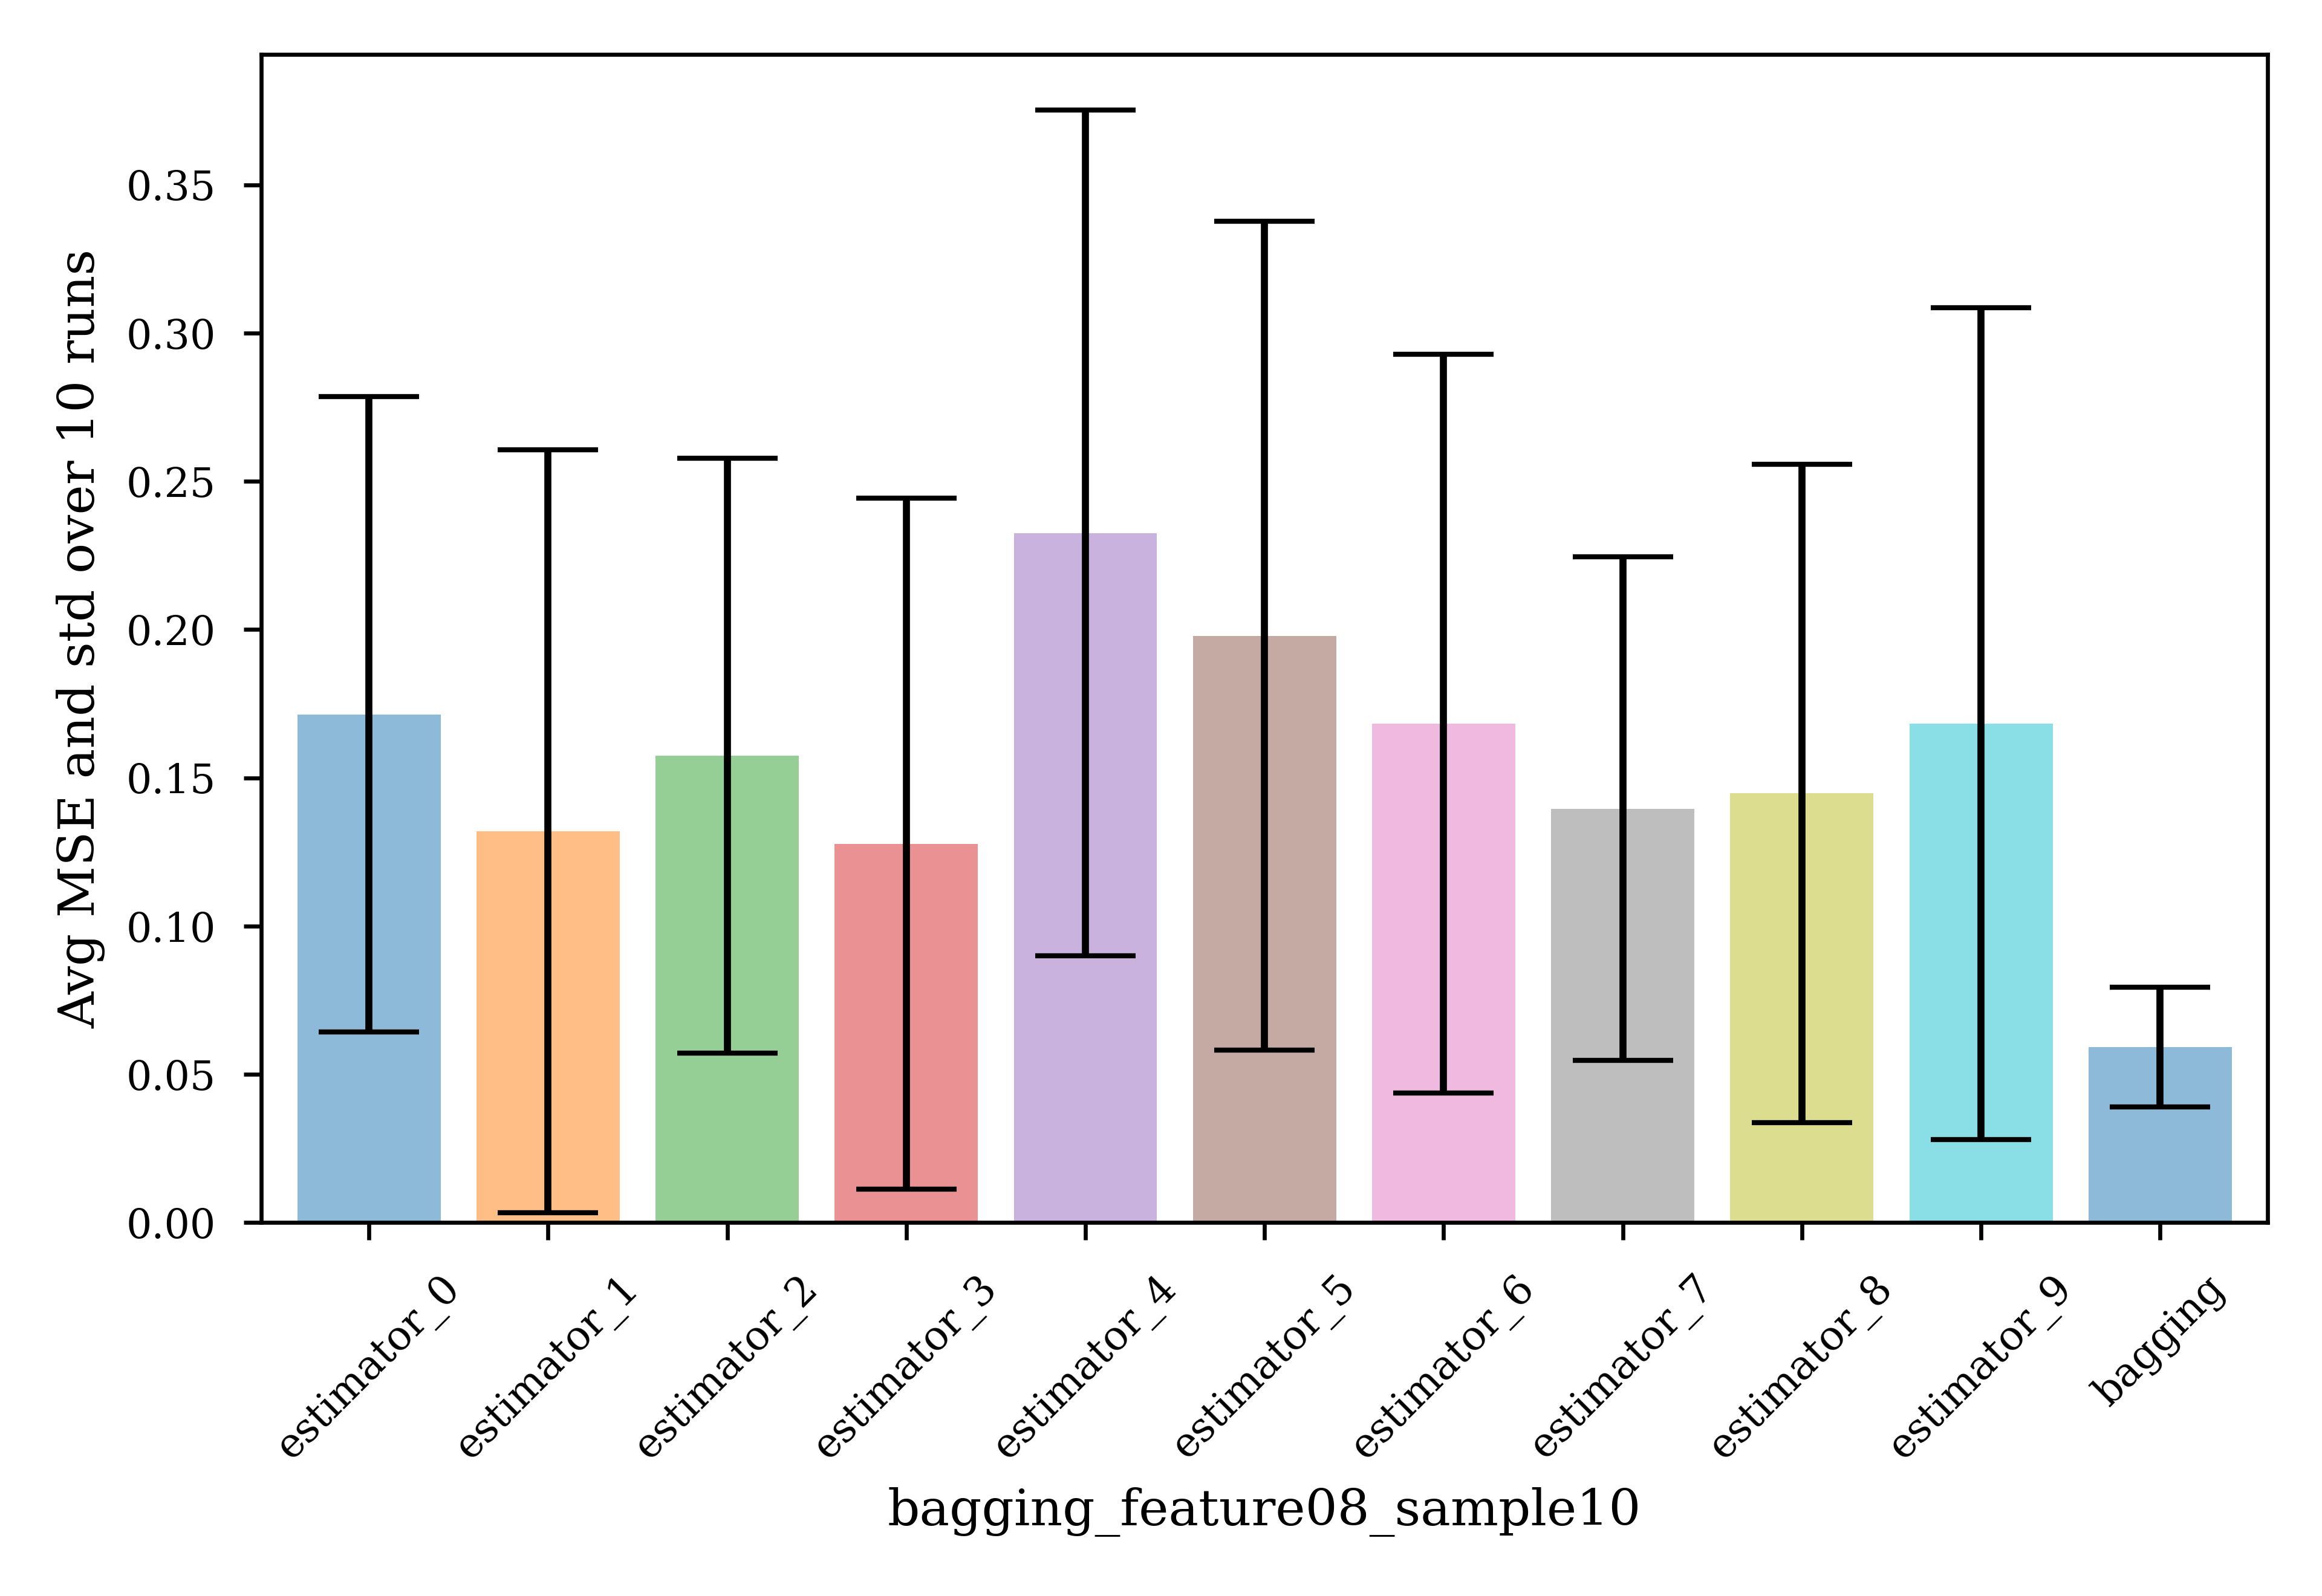 Avg MSE and std over 10 runs
0.35
0.30
0.25
0.20
0.15
0.10
0.05
0.00
estimator_0
estimator_1
estimator_2
estimator_3
estimator_4
estimator_5
estimator_6
estimator_7
estimator_8
estimator_9
bagging
bagging_feature08_sample10